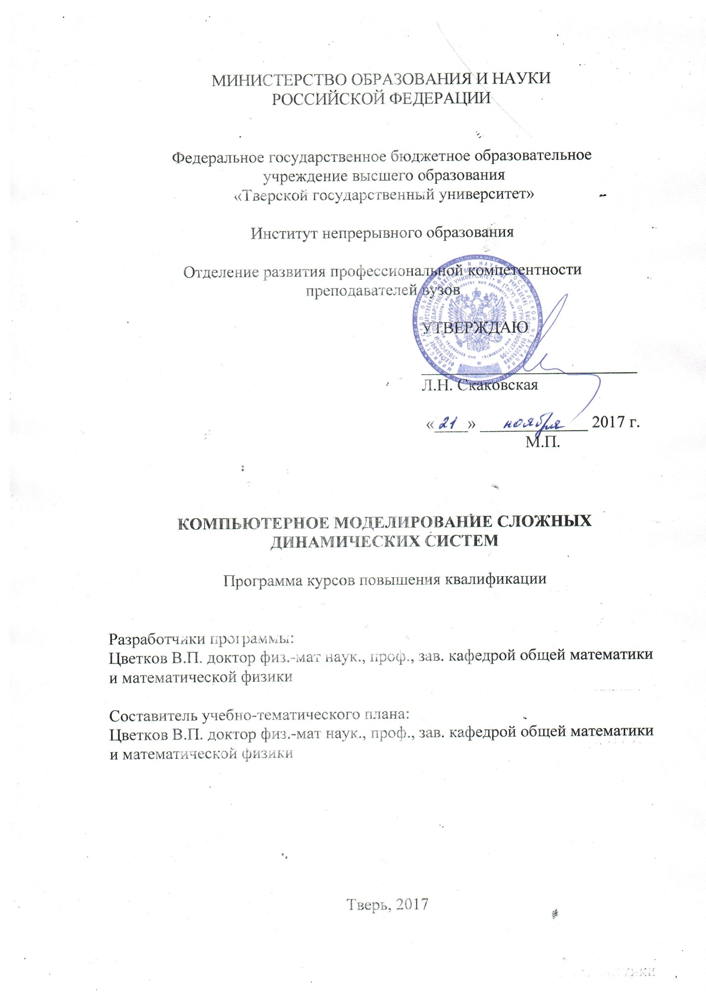 МИНИСТЕРСТВО ОБРАЗОВАНИЯ И НАУКИ
РОССИЙСКОЙ ФЕДЕРАЦИИ
Федеральное государственное бюджетное образовательное
учреждение высшего образования
«Тверской государственный университет»
Институт непрерывного образования
Отделение развития профессиональной компетентности
преподавателей вузов
УТВЕРЖДАЮ
Л.Н. Скаковская
«21» ноября 2017 г.
М.П.
КОМПЬЮТЕРНОЕ МОДЕЛИРОВАНИЕ СЛОЖНЫХ
ДИНАМИЧЕСКИХ СИСТЕМ
Программа курсов повышения квалификации
Разработчики программы:
Цветков В.П. доктор физ.-мат наук., проф., зав. кафедрой общей математики
и математической физики
Составитель учебно-тематического плана:
Цветков В.П. доктор физ.-мат наук., проф., зав. кафедрой общей математики
и математической физики
Тверь, 2017